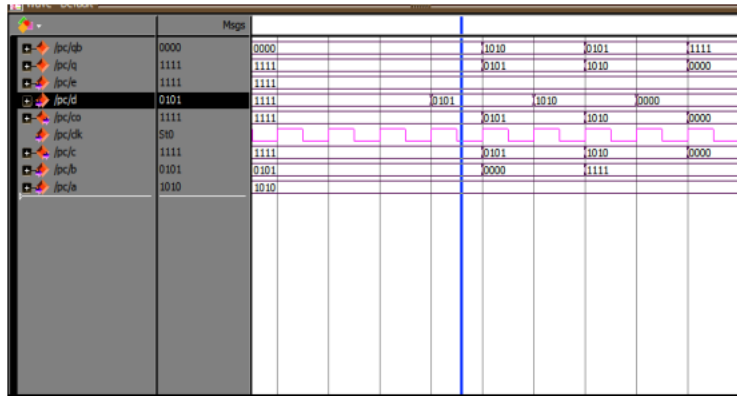 Msgs
/pc/qb 0000 0000 1010 0101 1111
/pc/q 1111 1111 0101 1010 0000
/pc/e 1111 1111
/pc/d 0101 1111 0101 1010 0000
/pc/co 1111 1111 0101 1010 0000
/pc/clk St0
/pc/c 1111 1111 0101 1010 0000
/pc/b 0101 0101 0000 1111
/pc/a 1010 1010